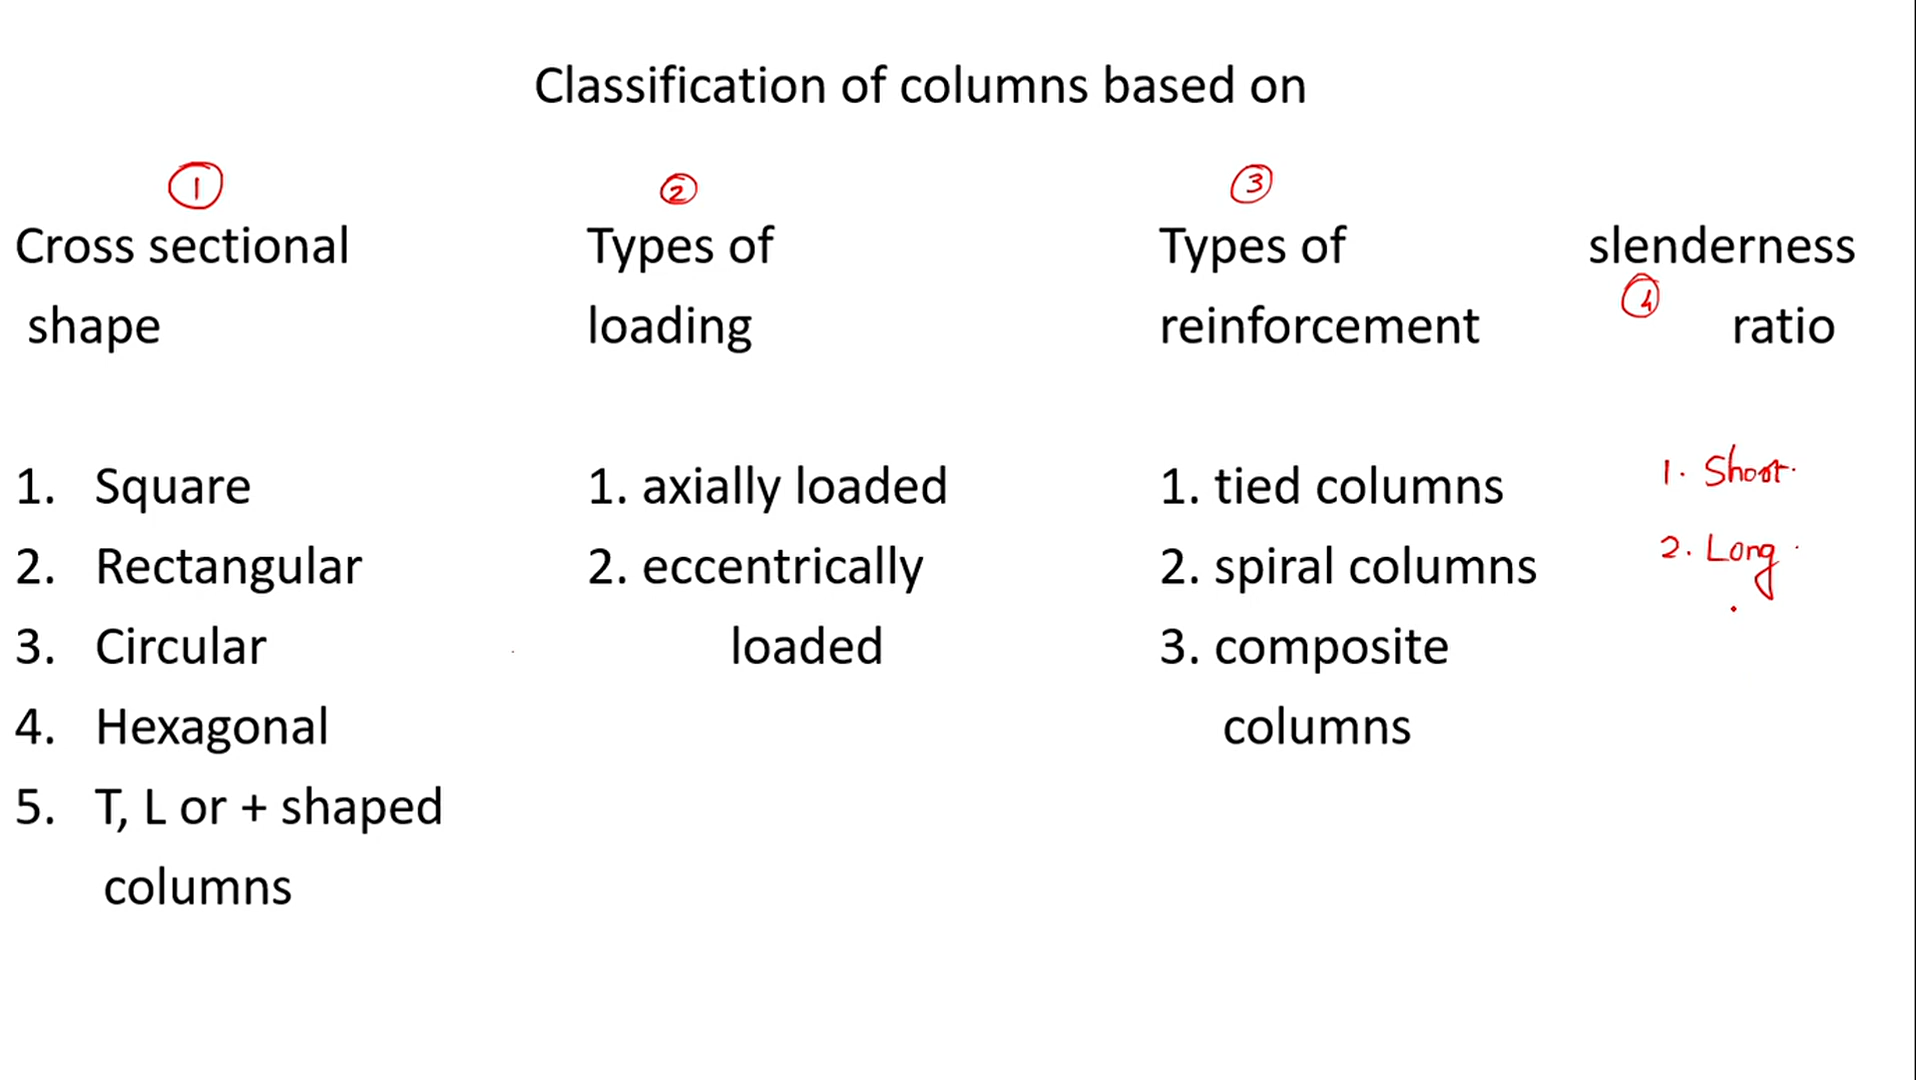 Classification of columns based on
1
Cross sectional
shape
1. Square
2. Rectangular
3. Circular
4. Hexagonal
5. T, L or + shaped
columns
2
Types of
loading
1. axially loaded
2. eccentrically
loaded
3
Types of
reinforcement
1. tied columns
2. spiral columns
3. composite
columns
slenderness
4
ratio
1. Short.
2. Long.